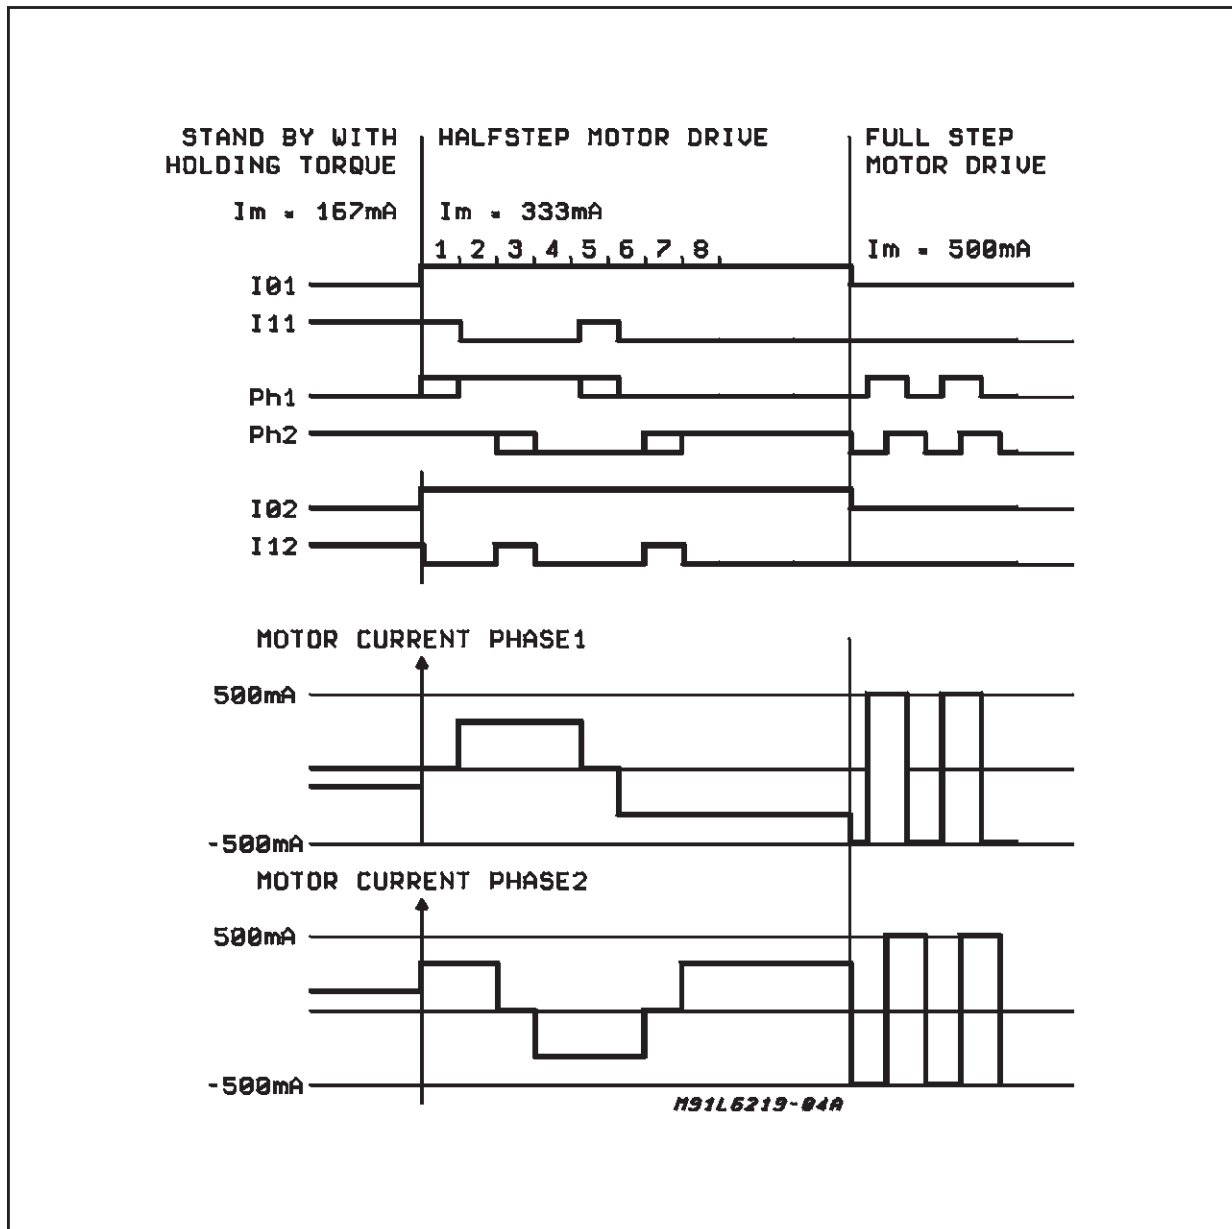 STAND BY WITH
HOLDING TORQUE
Im = 167mA
HALFSTEP MOTOR DRIVE
Im = 333mA
1 2 3 4 5 6 7 8
FULL STEP
MOTOR DRIVE
Im = 500mA
I01
I11
Ph1
Ph2
I02
I12
MOTOR CURRENT PHASE1
500mA
-500mA
MOTOR CURRENT PHASE2
500mA
-500mA
M91L6219-04A